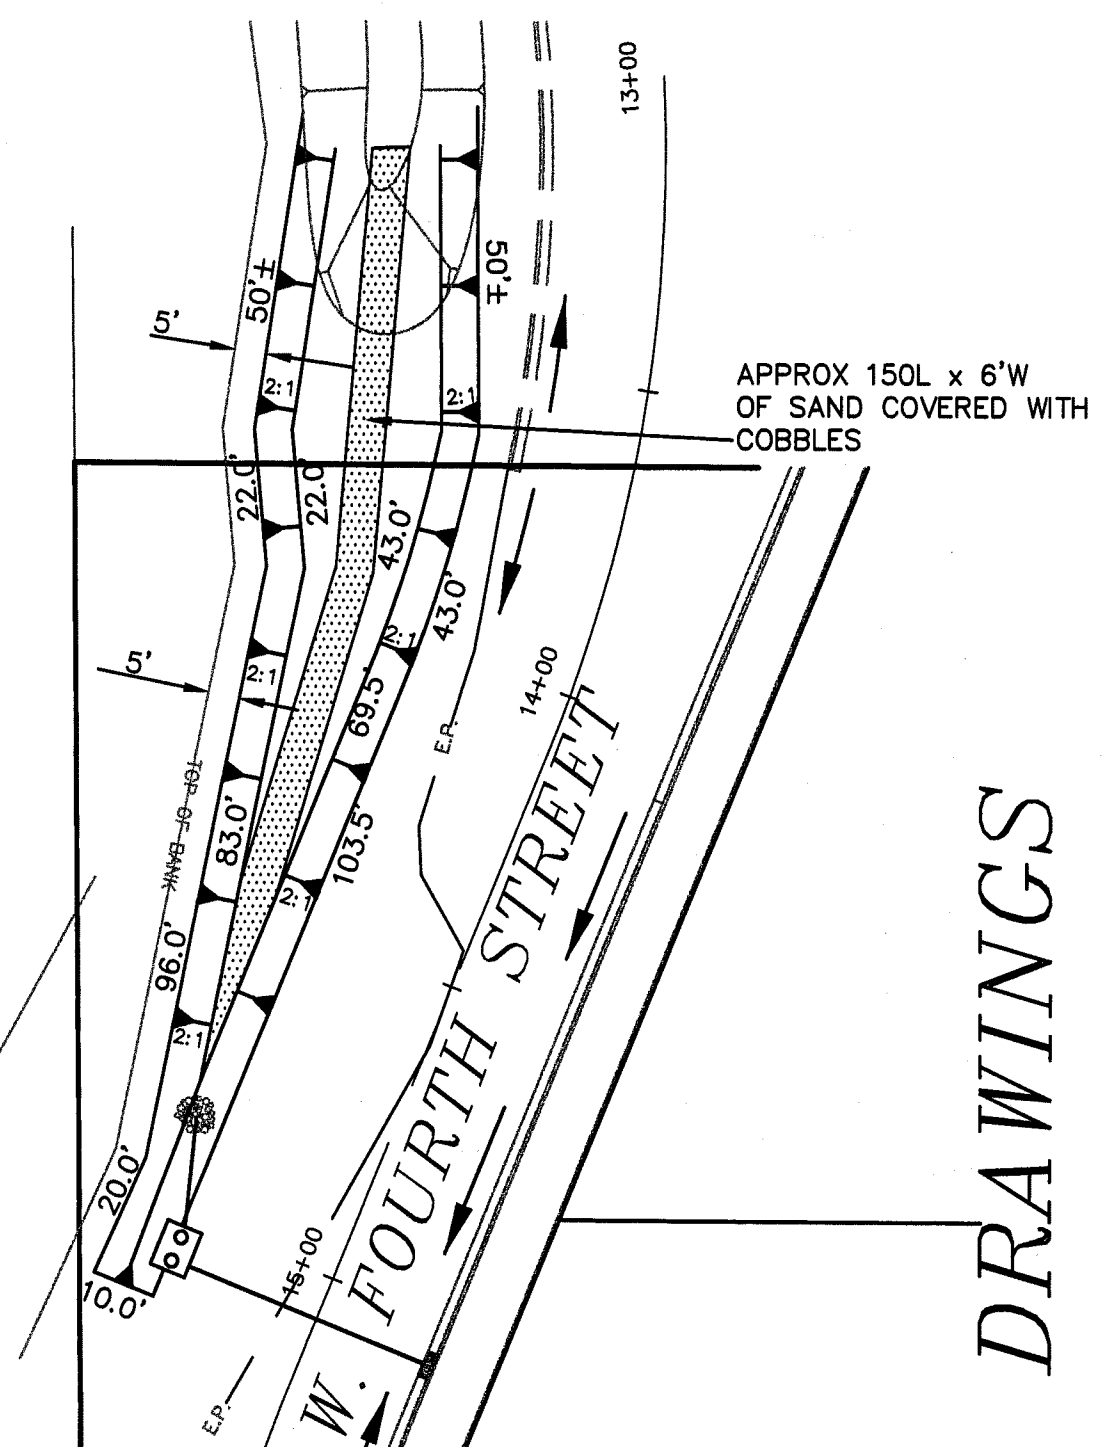 13+00
50'±
50'±
5'
2:1
2:1
APPROX 150L x 6'W
OF SAND COVERED WITH
COBBLES
22.0'
22.0'
43.0'
43.0'
2:1
5'
2:1
69.5'
14+00
E.P.
TOP OF BANK
83.0'
103.5'
2:1
96.0'
2:1
20.0'
10.0'
15+00
E.P.
W. FOURTH STREET
DRAWINGS